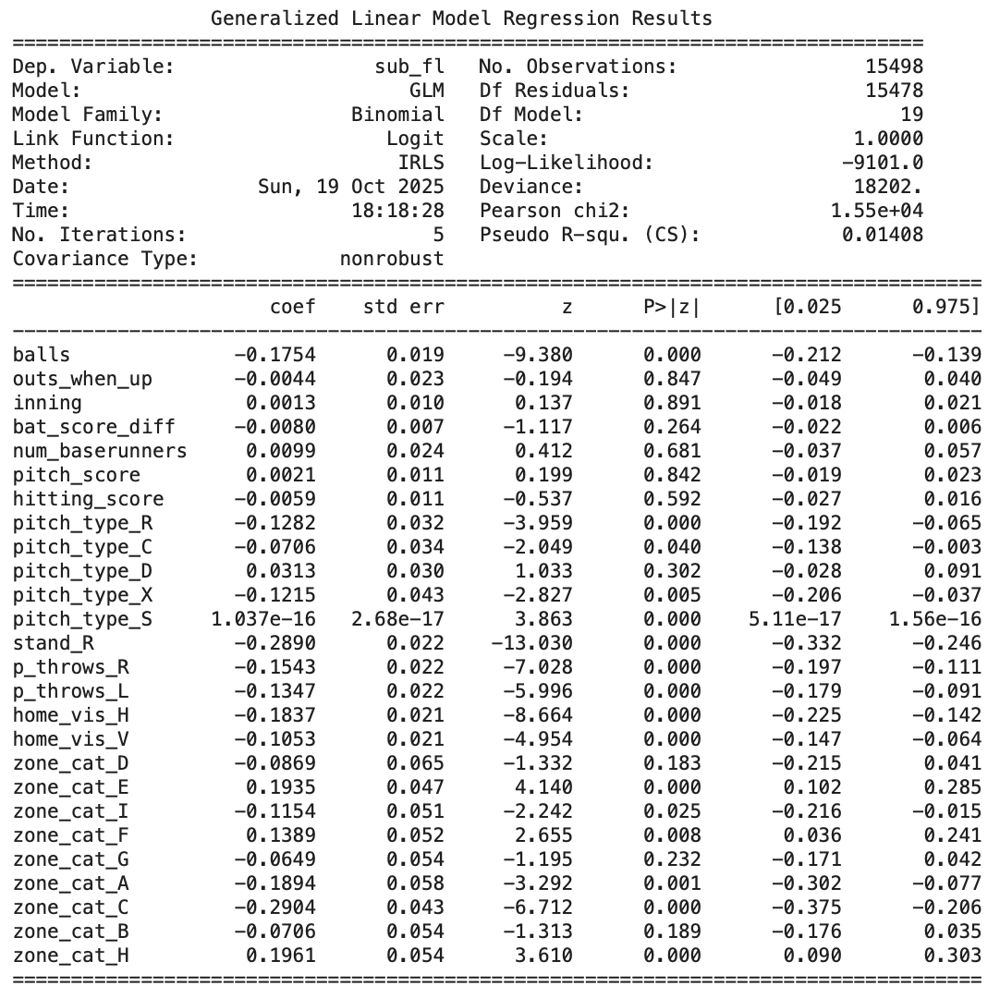 Generalized Linear Model Regression Results
==============================================================================
Dep. Variable:                 sub_fl   No. Observations:                15498
Model:                            GLM   Df Residuals:                    15478
Model Family:                Binomial   Df Model:                           19
Link Function:                  Logit   Scale:                          1.0000
Method:                          IRLS   Log-Likelihood:                -9101.0
Date:                Sun, 19 Oct 2025   Deviance:                       18202.
Time:                        18:18:28   Pearson chi2:                 1.55e+04
No. Iterations:                     5   Pseudo R-squ. (CS):            0.01408
Covariance Type:            nonrobust
===================================================================================
                      coef    std err          z      P>|z|      [0.025      0.975]
-----------------------------------------------------------------------------------
balls              -0.1754      0.019     -9.380      0.000      -0.212      -0.139
outs_when_up       -0.0044      0.023     -0.194      0.847      -0.049       0.040
inning              0.0013      0.010      0.137      0.891      -0.018       0.021
bat_score_diff     -0.0080      0.007     -1.117      0.264      -0.022       0.006
num_baserunners     0.0099      0.024      0.412      0.681      -0.037       0.057
pitch_score         0.0021      0.011      0.199      0.842      -0.019       0.023
hitting_score      -0.0059      0.011     -0.537      0.592      -0.027       0.016
pitch_type_R       -0.1282      0.032     -3.959      0.000      -0.192      -0.065
pitch_type_C       -0.0706      0.034     -2.049      0.040      -0.138      -0.003
pitch_type_D        0.0313      0.030      1.033      0.302      -0.028       0.091
pitch_type_X       -0.1215      0.043     -2.827      0.005      -0.206      -0.037
pitch_type_S     1.037e-16   2.68e-17      3.863      0.000    5.11e-17    1.56e-16
stand_R            -0.2890      0.022    -13.030      0.000      -0.332      -0.246
p_throws_R         -0.1543      0.022     -7.028      0.000      -0.197      -0.111
p_throws_L         -0.1347      0.022     -5.996      0.000      -0.179      -0.091
home_vis_H         -0.1837      0.021     -8.664      0.000      -0.225      -0.142
home_vis_V         -0.1053      0.021     -4.954      0.000      -0.147      -0.064
zone_cat_D         -0.0869      0.065     -1.332      0.183      -0.215       0.041
zone_cat_E          0.1935      0.047      4.140      0.000       0.102       0.285
zone_cat_I         -0.1154      0.051     -2.242      0.025      -0.216      -0.015
zone_cat_F          0.1389      0.052      2.655      0.008       0.036       0.241
zone_cat_G         -0.0649      0.054     -1.195      0.232      -0.171       0.042
zone_cat_A         -0.1894      0.058     -3.292      0.001      -0.302      -0.077
zone_cat_C         -0.2904      0.043     -6.712      0.000      -0.375      -0.206
zone_cat_B         -0.0706      0.054     -1.313      0.189      -0.176       0.035
zone_cat_H          0.1961      0.054      3.610      0.000       0.090       0.303
===================================================================================